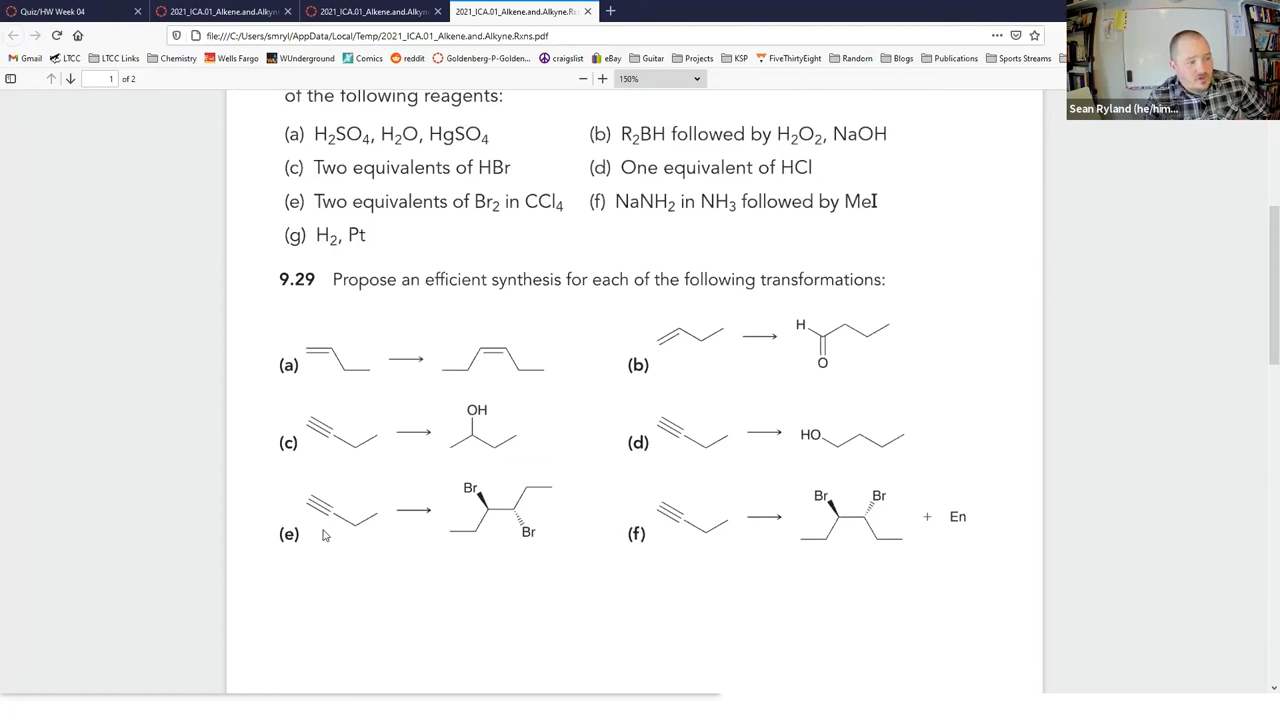 Quiz/HW Week 04
2021_ICA.01_Alkene.and.Alkyne
2021_ICA.01_Alkene.and.Alkyne.
2021_ICA.01_Alkene.and.Alkyne.Rxns.p
file:///C:/Users/smryl/AppData/Local/Temp/2021_ICA.01_Alkene.and.Alkyne.Rxns.pdf
Gmail LTCC LTCC Links Chemistry Wells Fargo WUnderground Comics reddit Goldenberg-P-Golden... craigslist eBay Guitar Projects KSP FiveThirtyEight Random Blogs Publications Sports Streams
1 of 2
150%
Sean Ryland (he/him...
of the following reagents:
(a) H₂SO₄, H₂O, HgSO₄ (b) R₂BH followed by H₂O₂, NaOH
(c) Two equivalents of HBr (d) One equivalent of HCl
(e) Two equivalents of Br₂ in CCl₄ (f) NaNH₂ in NH₃ followed by MeI
(g) H₂, Pt
9.29 Propose an efficient synthesis for each of the following transformations:
(a)
(b) H O
(c) OH
(d) HO
(e) Br Br
(f) Br Br + En